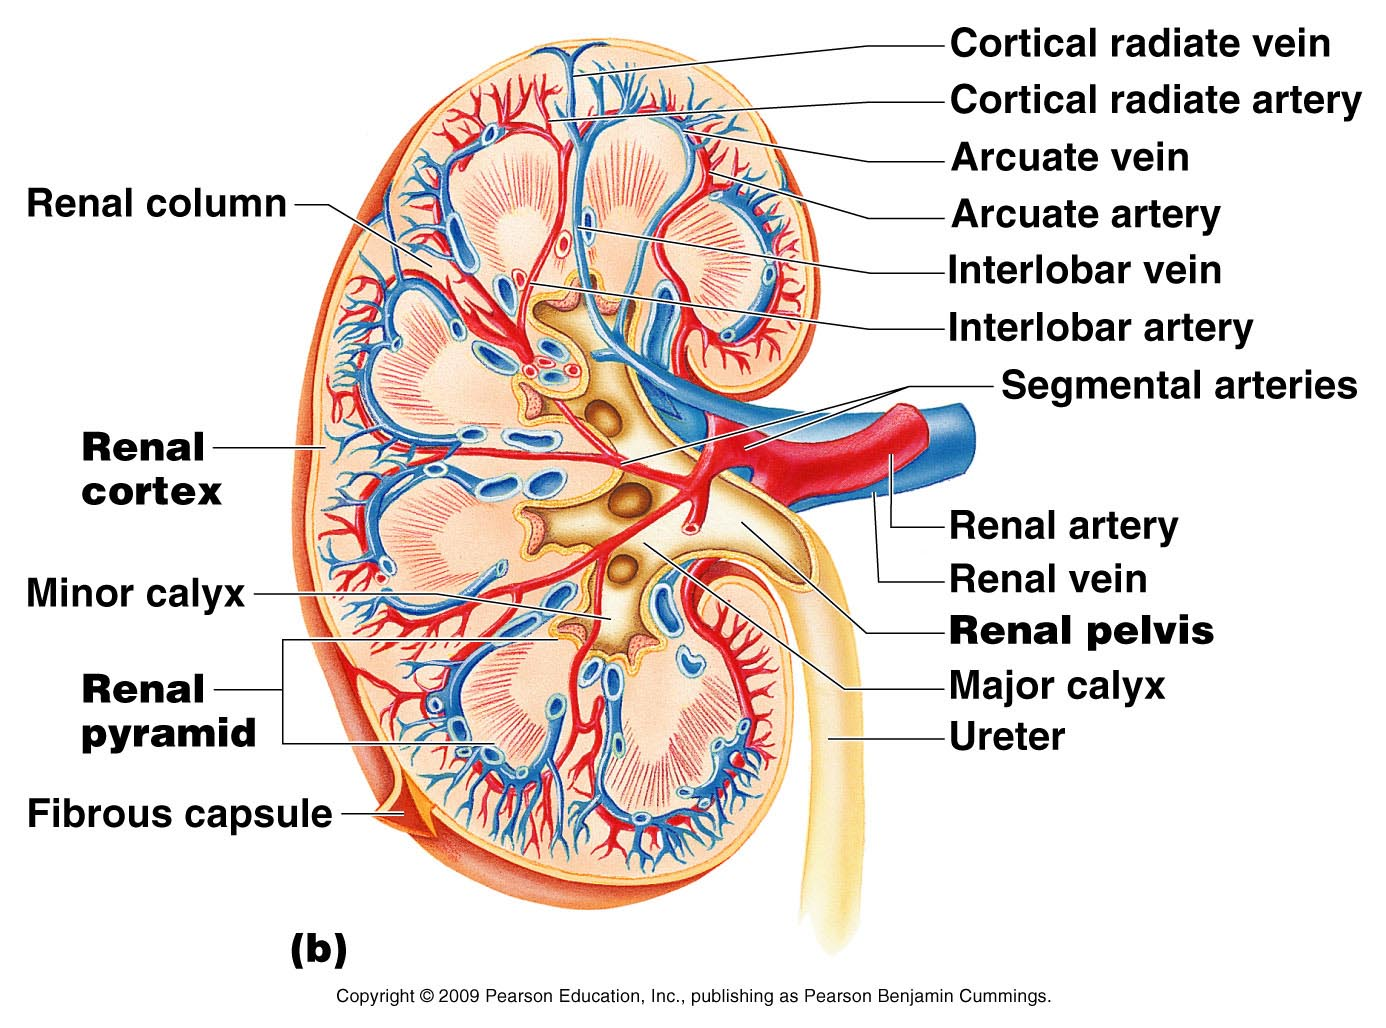 Cortical radiate vein
Cortical radiate artery
Arcuate vein
Arcuate artery
Interlobar vein
Interlobar artery
Segmental arteries
Renal artery
Renal vein
Renal pelvis
Major calyx
Ureter
Renal column
Renal
cortex
Minor calyx
Renal
pyramid
Fibrous capsule
(b)
Copyright © 2009 Pearson Education, Inc., publishing as Pearson Benjamin Cummings.